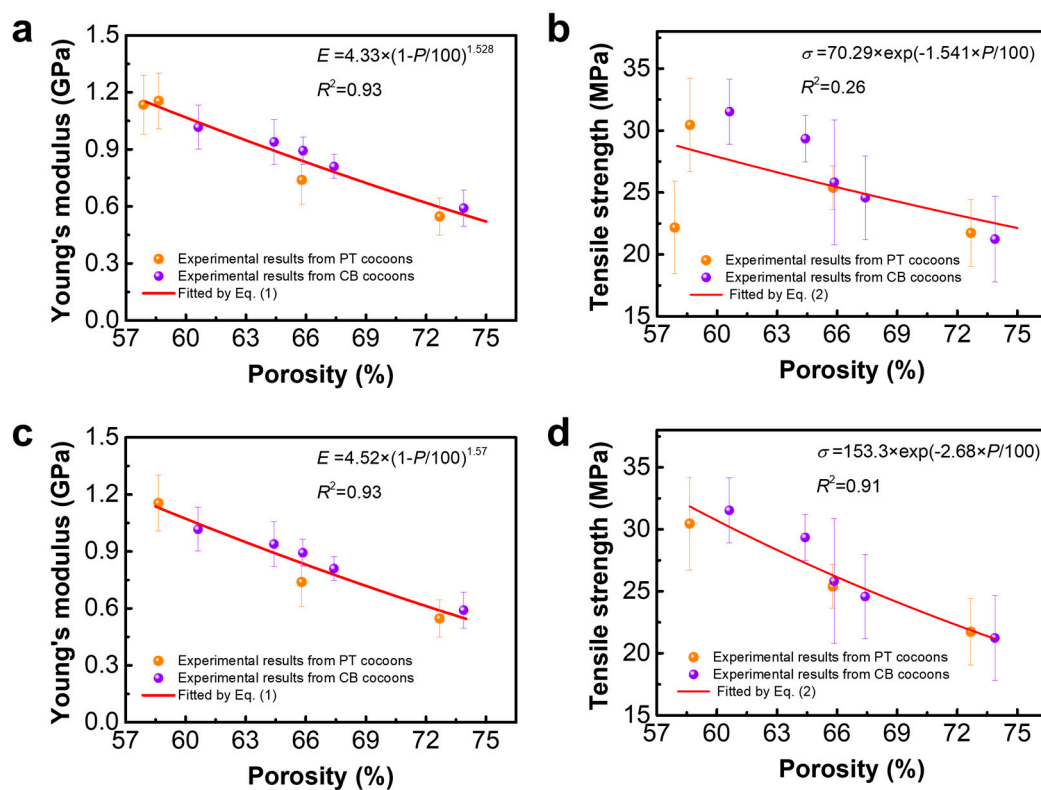 a
Young's modulus (GPa)
1.5
1.2
0.9
0.6
0.3
0.0
E =4.33×(1-P/100)^1.528
R²=0.93
Experimental results from PT cocoons
Experimental results from CB cocoons
Fitted by Eq. (1)
57 60 63 66 69 72 75
Porosity (%)
b
Tensile strength (MPa)
35
30
25
20
15
σ =70.29×exp(-1.541×P/100)
R²=0.26
Experimental results from PT cocoons
Experimental results from CB cocoons
Fitted by Eq. (2)
57 60 63 66 69 72 75
Porosity (%)
c
Young's modulus (GPa)
1.5
1.2
0.9
0.6
0.3
0.0
E =4.52×(1-P/100)^1.57
R²=0.93
Experimental results from PT cocoons
Experimental results from CB cocoons
Fitted by Eq. (1)
57 60 63 66 69 72 75
Porosity (%)
d
Tensile strength (MPa)
35
30
25
20
15
σ=153.3×exp(-2.68×P/100)
R²=0.91
Experimental results from PT cocoons
Experimental results from CB cocoons
Fitted by Eq. (2)
57 60 63 66 69 72 75
Porosity (%)